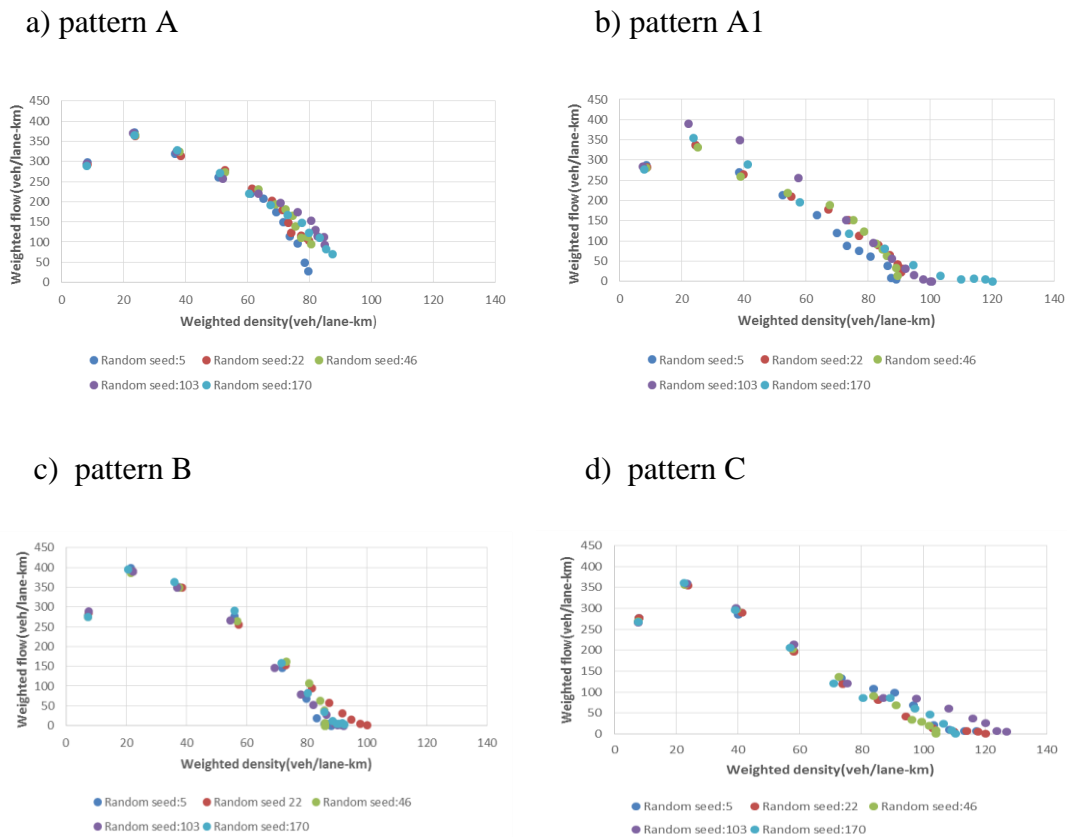 a) pattern A
Weighted flow(veh/lane-km)
450
400
350
300
250
200
150
100
50
0
0 20 40 60 80 100 120 140
Weighted density(veh/lane-km)
Random seed:5 Random seed:22 Random seed:46
Random seed:103 Random seed:170
b) pattern A1
Weighted flow(veh/lane-km)
450
400
350
300
250
200
150
100
50
0
0 20 40 60 80 100 120 140
Weighted density(veh/lane-km)
Random seed:5 Random seed:22 Random seed:46
Random seed:103 Random seed:170
c) pattern B
Weighted flow(veh/lane-km)
450
400
350
300
250
200
150
100
50
0
0 20 40 60 80 100 120 140
Weighted density(veh/lane-km)
Random seed:5 Random seed 22 Random seed:46
Random seed:103 Random seed:170
d) pattern C
Weighted flow(veh/lane-km)
450
400
350
300
250
200
150
100
50
0
0 20 40 60 80 100 120 140
Weighted density(veh/lane-km)
Random seed:5 Random seed:22 Random seed:46
Random seed:103 Random seed:170